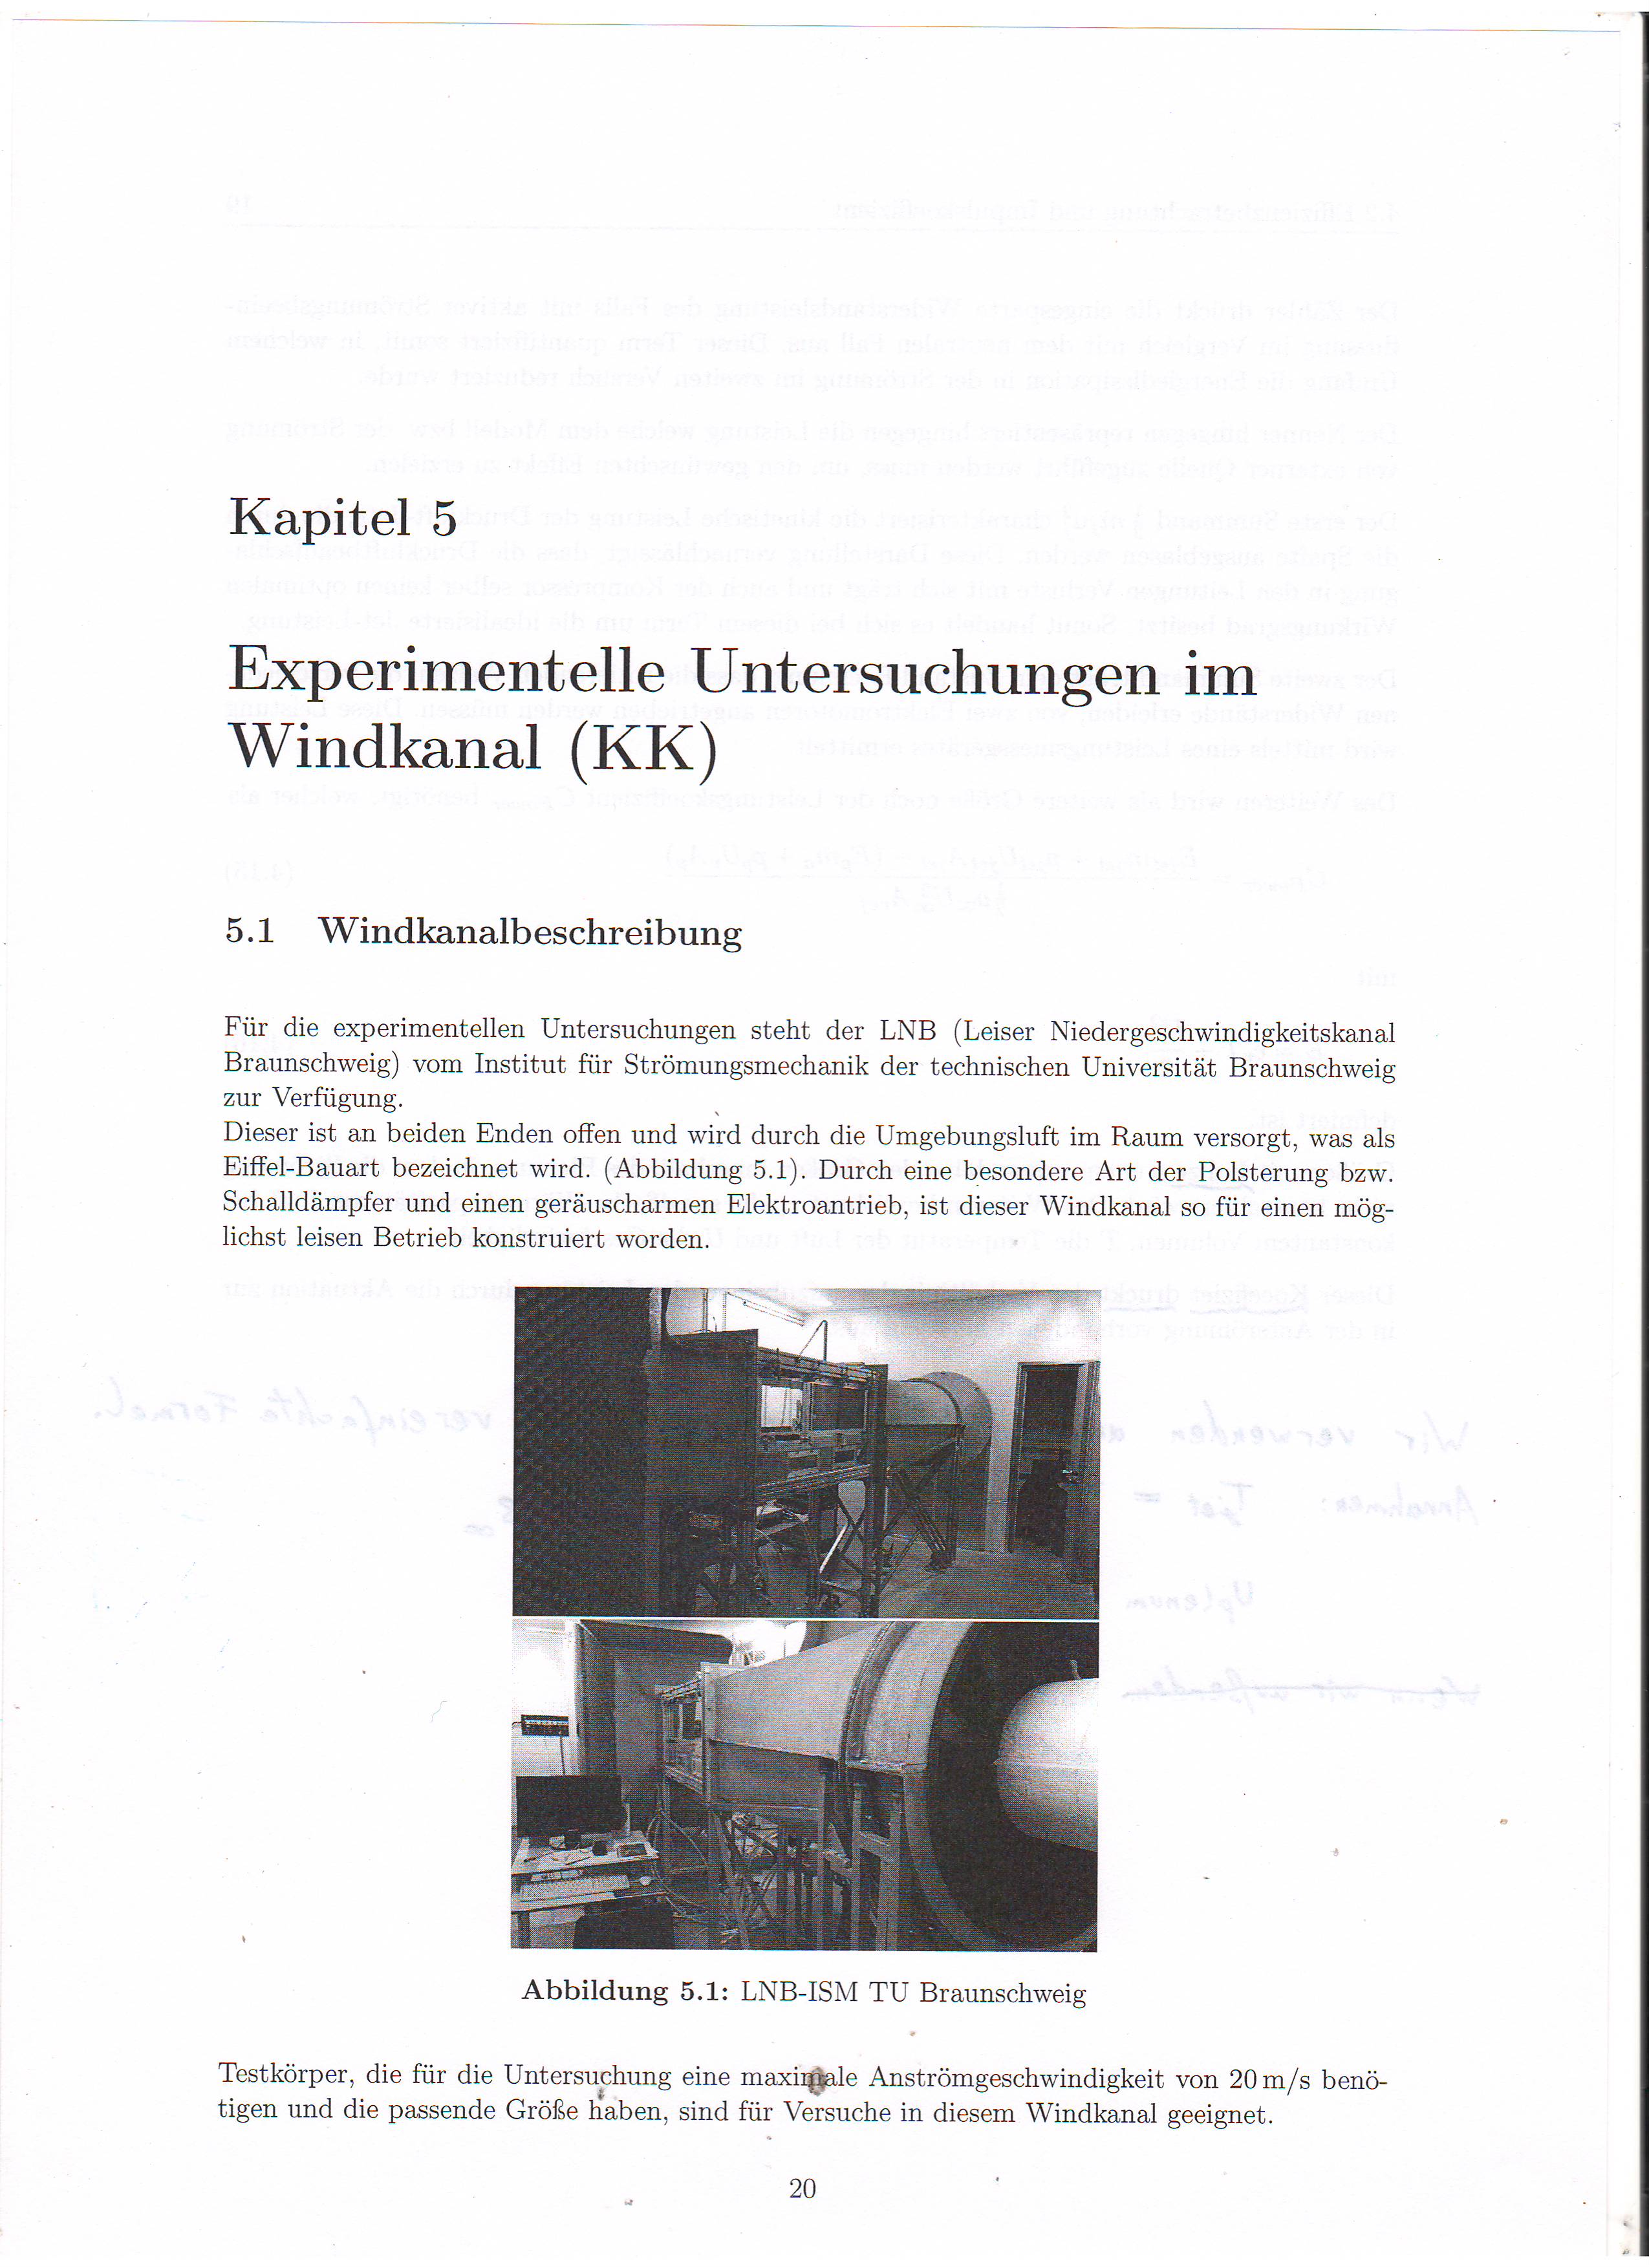 Kapitel 5
Experimentelle Untersuchungen im
Windkanal (KK)
5.1 Windkanalbeschreibung
Für die experimentellen Untersuchungen steht der LNB (Leiser Niedergeschwindigkeitskanal
Braunschweig) vom Institut für Strömungsmechanik der technischen Universität Braunschweig
zur Verfügung.
Dieser ist an beiden Enden offen und wird durch die Umgebungsluft im Raum versorgt, was als
Eiffel-Bauart bezeichnet wird. (Abbildung 5.1). Durch eine besondere Art der Polsterung bzw.
Schalldämpfer und einen geräuscharmen Elektroantrieb, ist dieser Windkanal so für einen mög-
lichst leisen Betrieb konstruiert worden.
Abbildung 5.1: LNB-ISM TU Braunschweig
Testkörper, die für die Untersuchung eine maximale Anströmgeschwindigkeit von 20 m/s benö-
tigen und die passende Größe haben, sind für Versuche in diesem Windkanal geeignet.
20